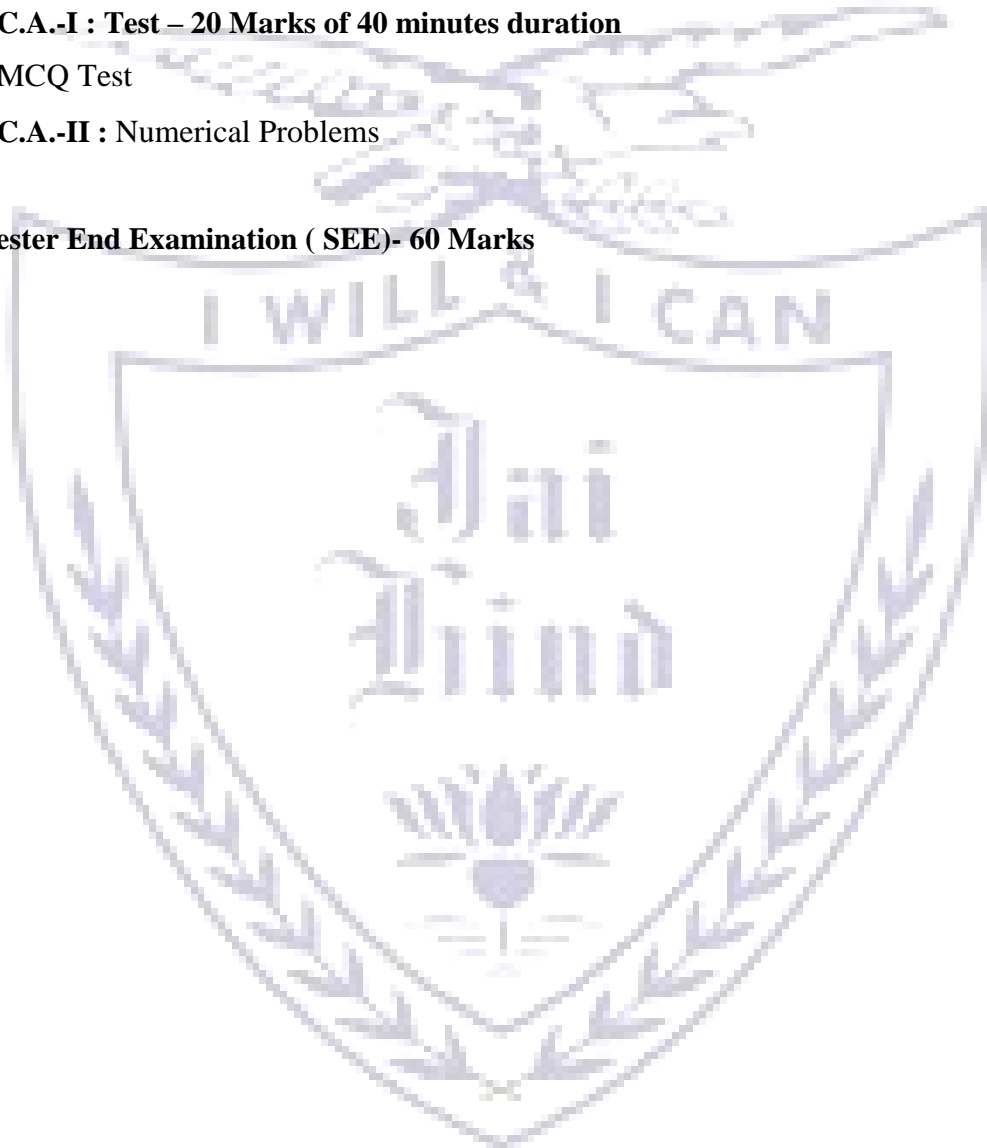 C.A.-I : Test – 20 Marks of 40 minutes duration
MCQ Test
C.A.-II : Numerical Problems
ester End Examination ( SEE)- 60 Marks
I WILL & I CAN
Jai
Hind